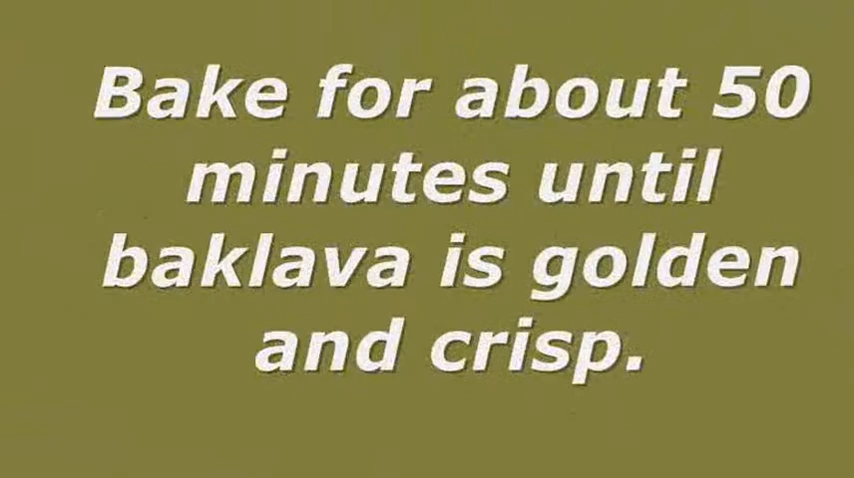 Bake for about 50
minutes until
baklava is golden
and crisp.